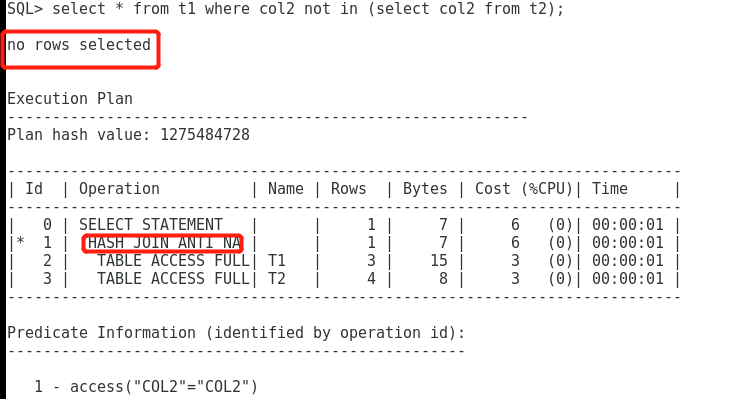 SQL> select * from t1 where col2 not in (select col2 from t2);
no rows selected
Execution Plan
----------------------------------------------------------
Plan hash value: 1275484728
---------------------------------------------------------------------------
| Id  | Operation          | Name | Rows  | Bytes | Cost (%CPU)| Time     |
---------------------------------------------------------------------------
|   0 | SELECT STATEMENT   |      |     1 |     7 |     6   (0)| 00:00:01 |
|*  1 |  HASH JOIN ANTI NA |      |     1 |     7 |     6   (0)| 00:00:01 |
|   2 |   TABLE ACCESS FULL| T1   |     3 |    15 |     3   (0)| 00:00:01 |
|   3 |   TABLE ACCESS FULL| T2   |     4 |     8 |     3   (0)| 00:00:01 |
---------------------------------------------------------------------------
Predicate Information (identified by operation id):
---------------------------------------------------
1 - access("COL2"="COL2")